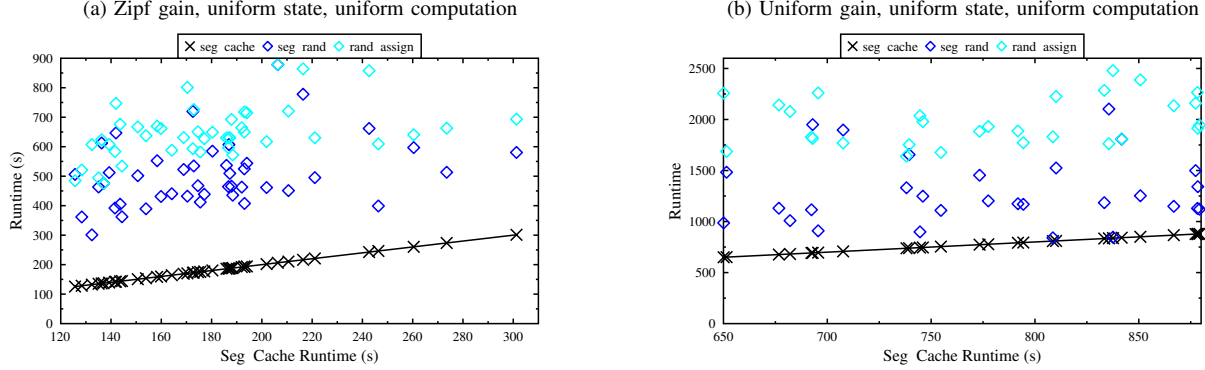 (a) Zipf gain, uniform state, uniform computation
seg cache seg rand rand assign
900
800
700
600
500
400
300
200
100
0
Runtime (s)
120 140 160 180 200 220 240 260 280 300
Seg Cache Runtime (s)
(b) Uniform gain, uniform state, uniform computation
seg cache seg rand rand assign
2500
2000
1500
1000
500
0
Runtime
650 700 750 800 850
Seg Cache Runtime (s)